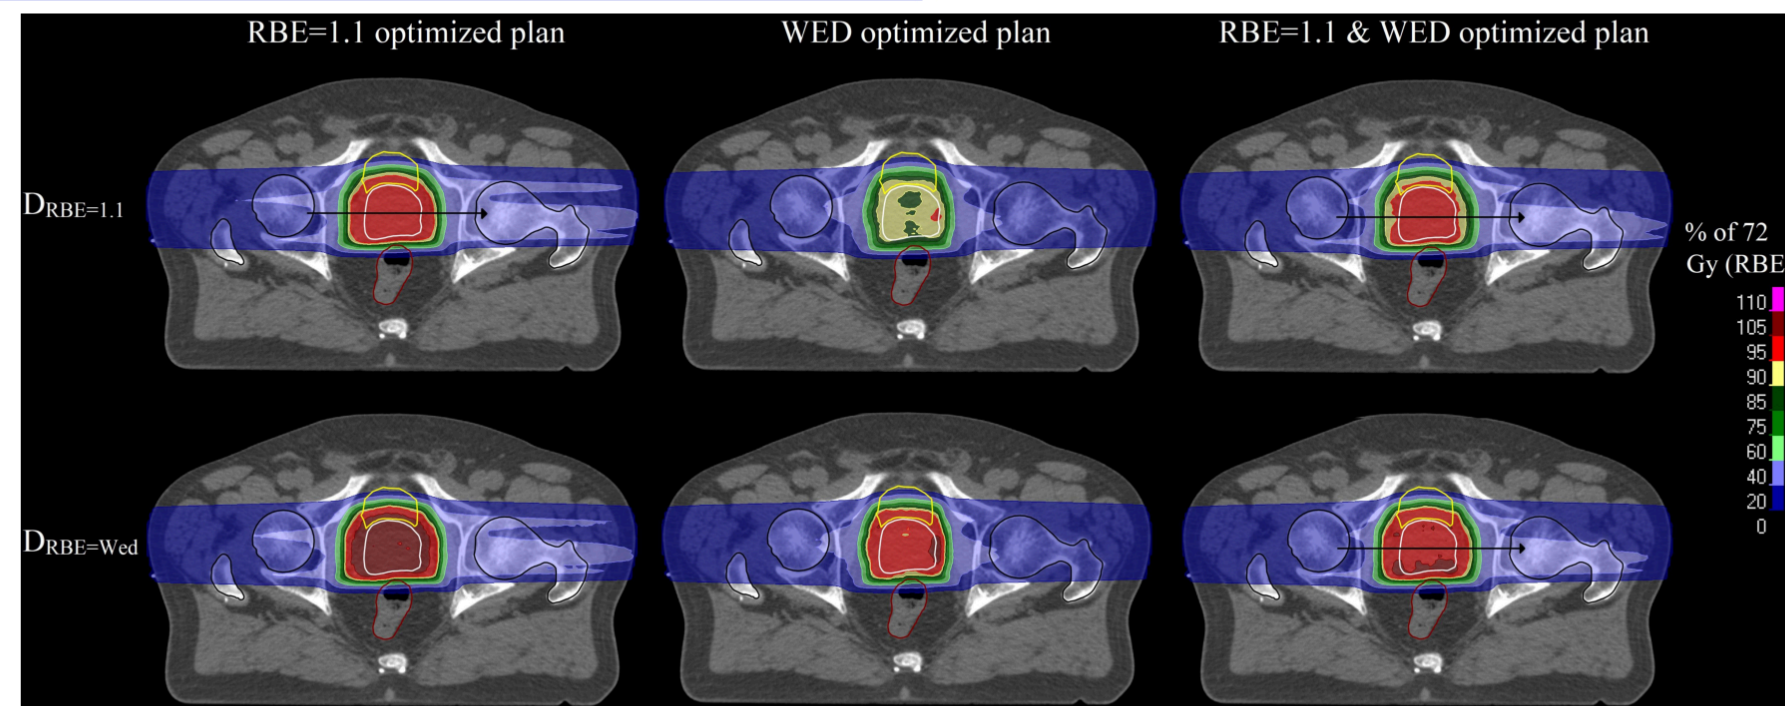 RBE=1.1 optimized plan
WED optimized plan
RBE=1.1 & WED optimized plan
DRBE=1.1
% of 72
Gy (RBE
110
105
95
90
85
75
60
40
20
0
DRBE=Wed